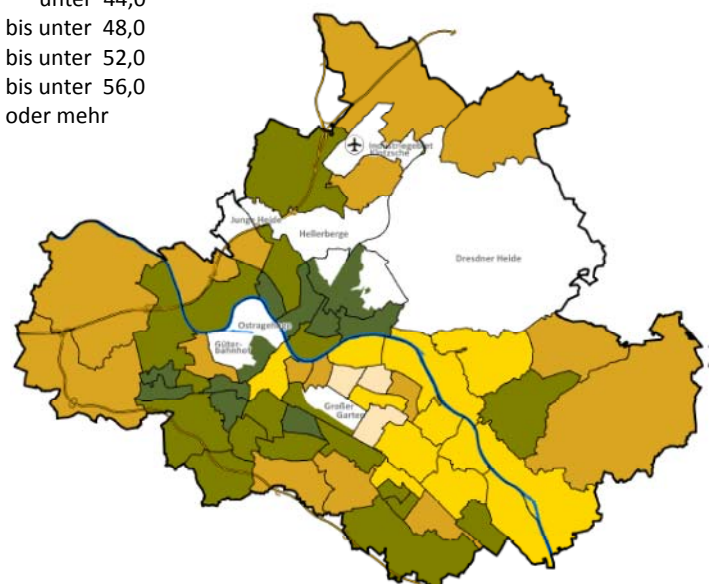 unter 44,0
bis unter 48,0
bis unter 52,0
bis unter 56,0
oder mehr
Industriegebiet
Klotzsche
Junge Heide
Hellerberge
Dresdner Heide
Ostragehege
Güter-
bahnhof
Großer
Garten